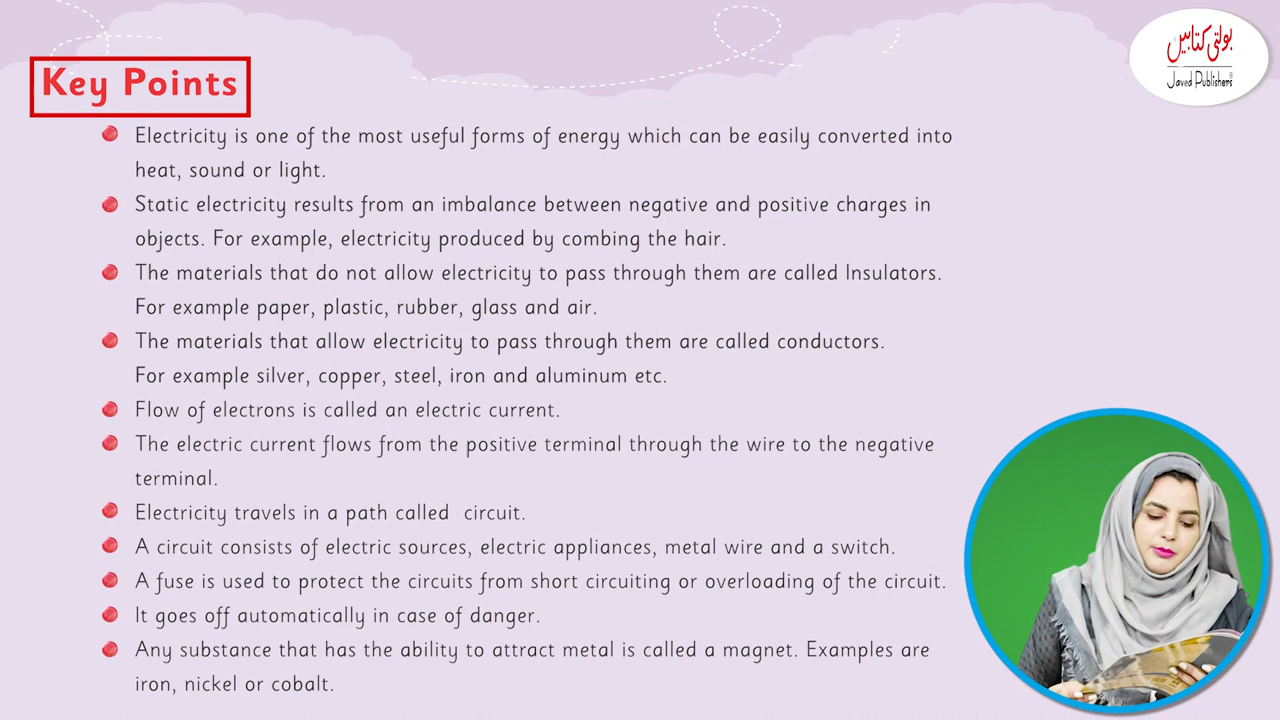 بولتی کتابیں
Javed Publishers®
Key Points
Electricity is one of the most useful forms of energy which can be easily converted into
heat, sound or light.
Static electricity results from an imbalance between negative and positive charges in
objects. For example, electricity produced by combing the hair.
The materials that do not allow electricity to pass through them are called Insulators.
For example paper, plastic, rubber, glass and air.
The materials that allow electricity to pass through them are called conductors.
For example silver, copper, steel, iron and aluminum etc.
Flow of electrons is called an electric current.
The electric current flows from the positive terminal through the wire to the negative
terminal.
Electricity travels in a path called  circuit.
A circuit consists of electric sources, electric appliances, metal wire and a switch.
A fuse is used to protect the circuits from short circuiting or overloading of the circuit.
It goes off automatically in case of danger.
Any substance that has the ability to attract metal is called a magnet. Examples are
iron, nickel or cobalt.